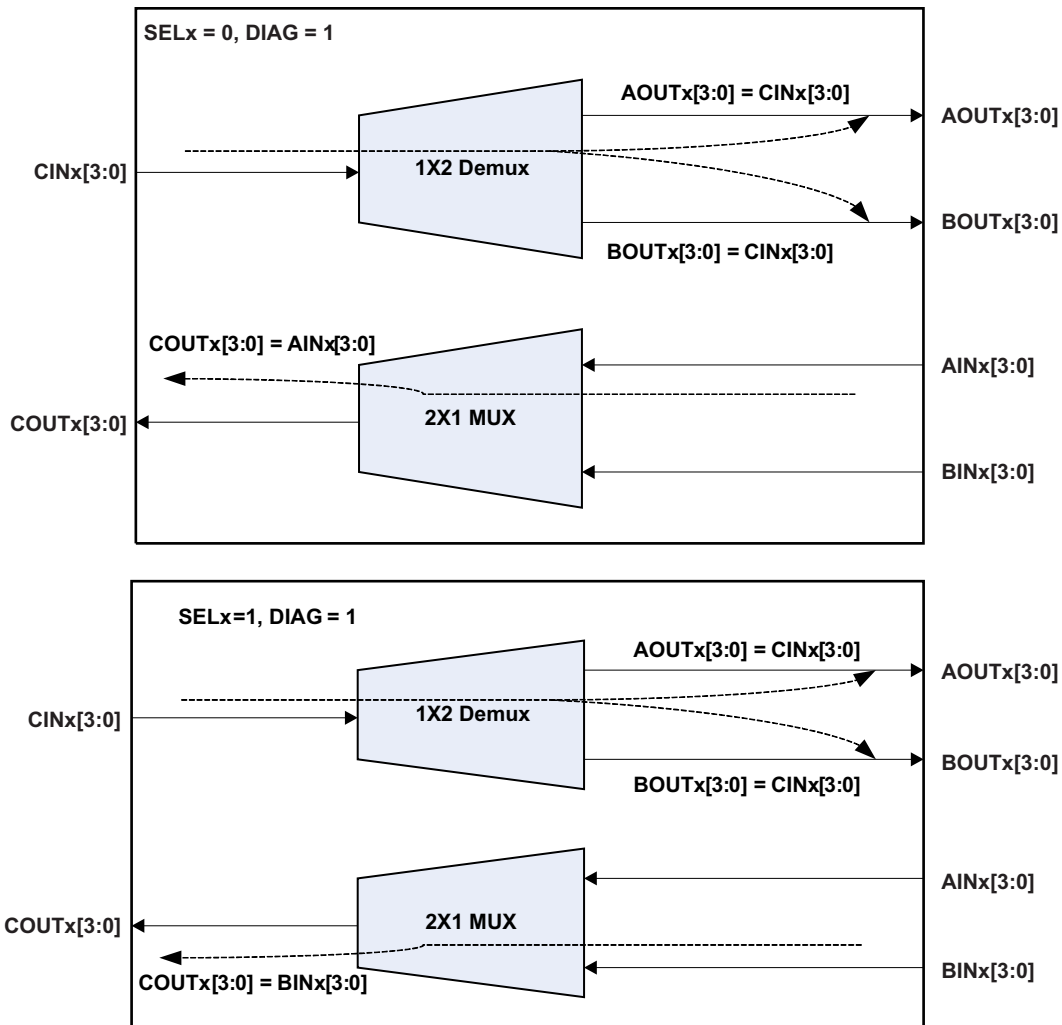 SELx = 0, DIAG = 1
AOUTx[3:0] = CINx[3:0]
AOUTx[3:0]
CINx[3:0]
1X2 Demux
BOUTx[3:0]
BOUTx[3:0] = CINx[3:0]
COUTx[3:0] = AINx[3:0]
AINx[3:0]
COUTx[3:0]
2X1 MUX
BINx[3:0]
SELx=1, DIAG = 1
AOUTx[3:0] = CINx[3:0]
AOUTx[3:0]
CINx[3:0]
1X2 Demux
BOUTx[3:0]
BOUTx[3:0] = CINx[3:0]
AINx[3:0]
COUTx[3:0]
2X1 MUX
BINx[3:0]
COUTx[3:0] = BINx[3:0]